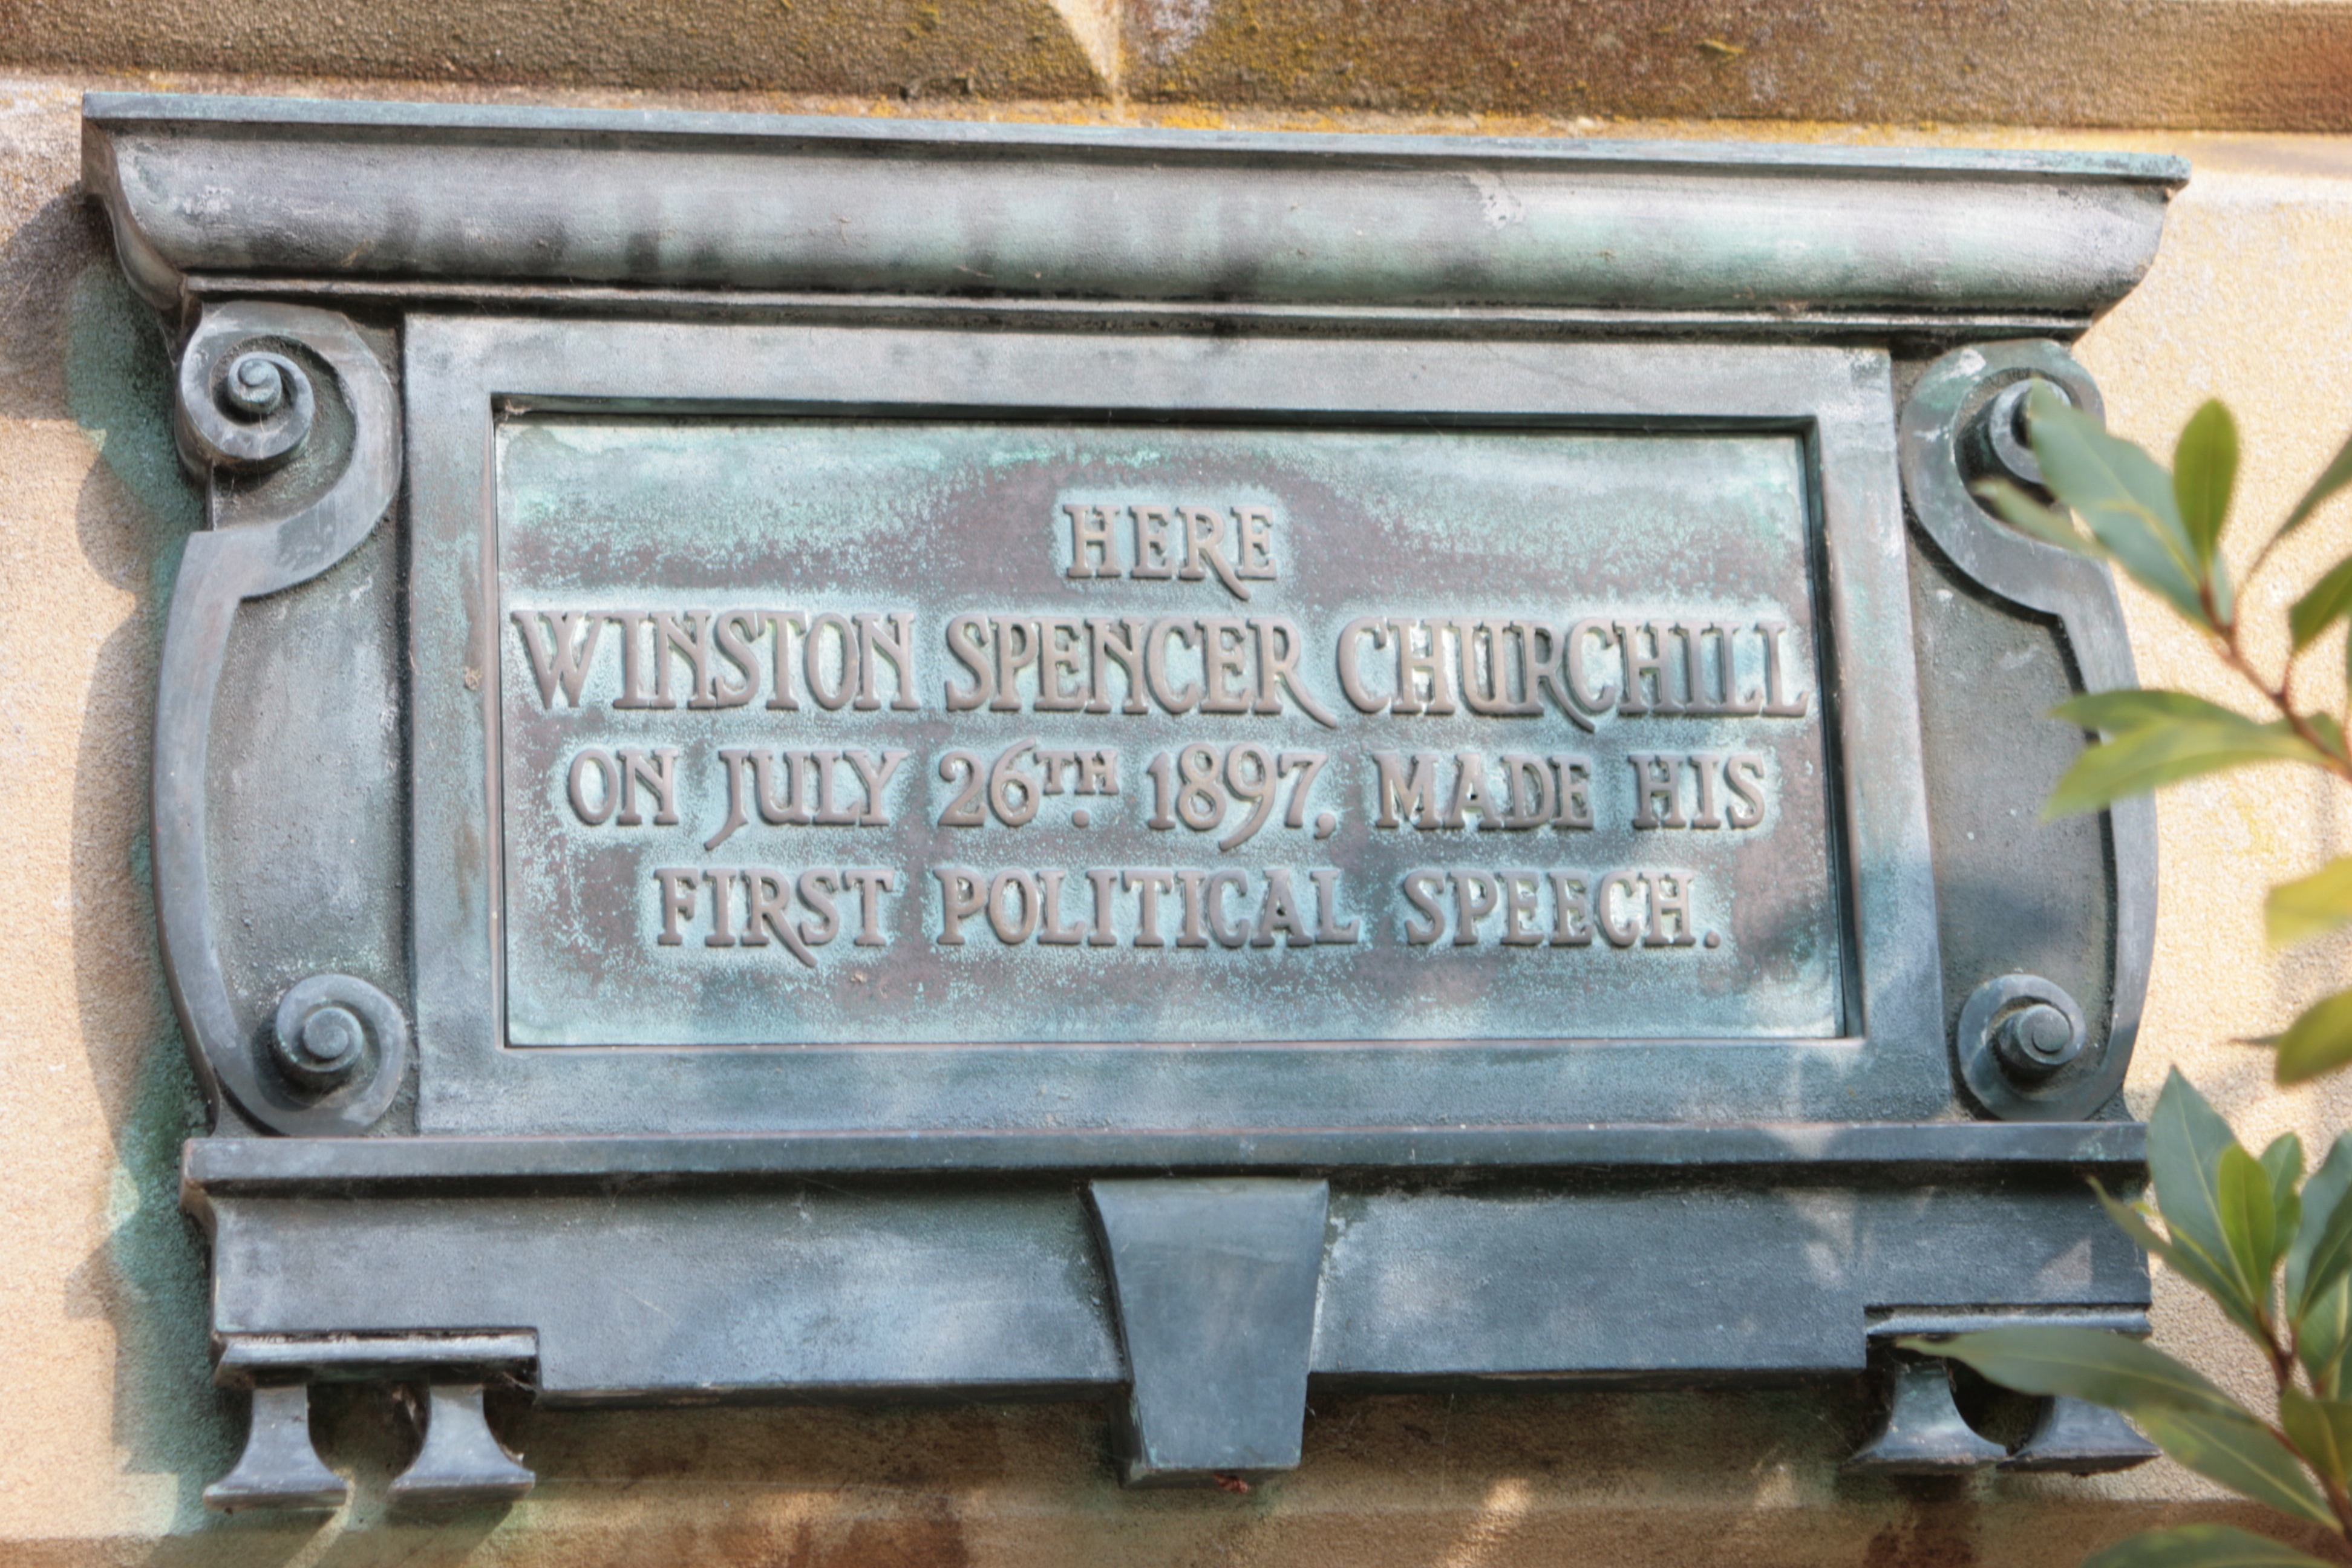 HERE
WINSTON SPENCER CHURCHILL
ON JULY 26TH. 1897, MADE HIS
FIRST POLITICAL SPEECH.